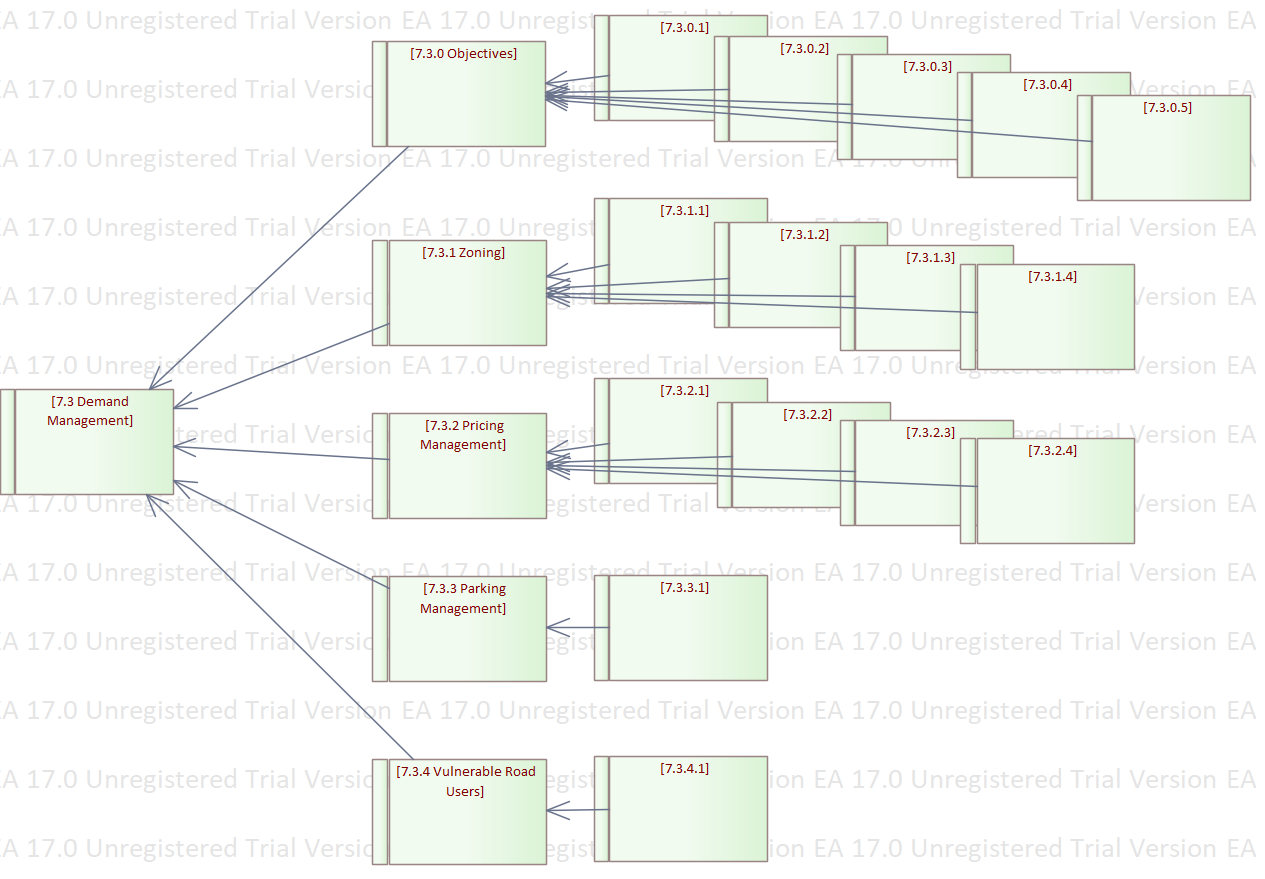 [7.3.0 Objectives]
[7.3.0.1]
[7.3.0.2]
[7.3.0.3]
[7.3.0.4]
[7.3.0.5]
[7.3.1 Zoning]
[7.3.1.1]
[7.3.1.2]
[7.3.1.3]
[7.3.1.4]
[7.3 Demand
Management]
[7.3.2 Pricing
Management]
[7.3.2.1]
[7.3.2.2]
[7.3.2.3]
[7.3.2.4]
[7.3.3 Parking
Management]
[7.3.3.1]
[7.3.4 Vulnerable Road
Users]
[7.3.4.1]
EA 17.0 Unregistered Trial Version EA 17.0 Unregistered Trial Version EA 17.0 Unregistered Trial Version EA